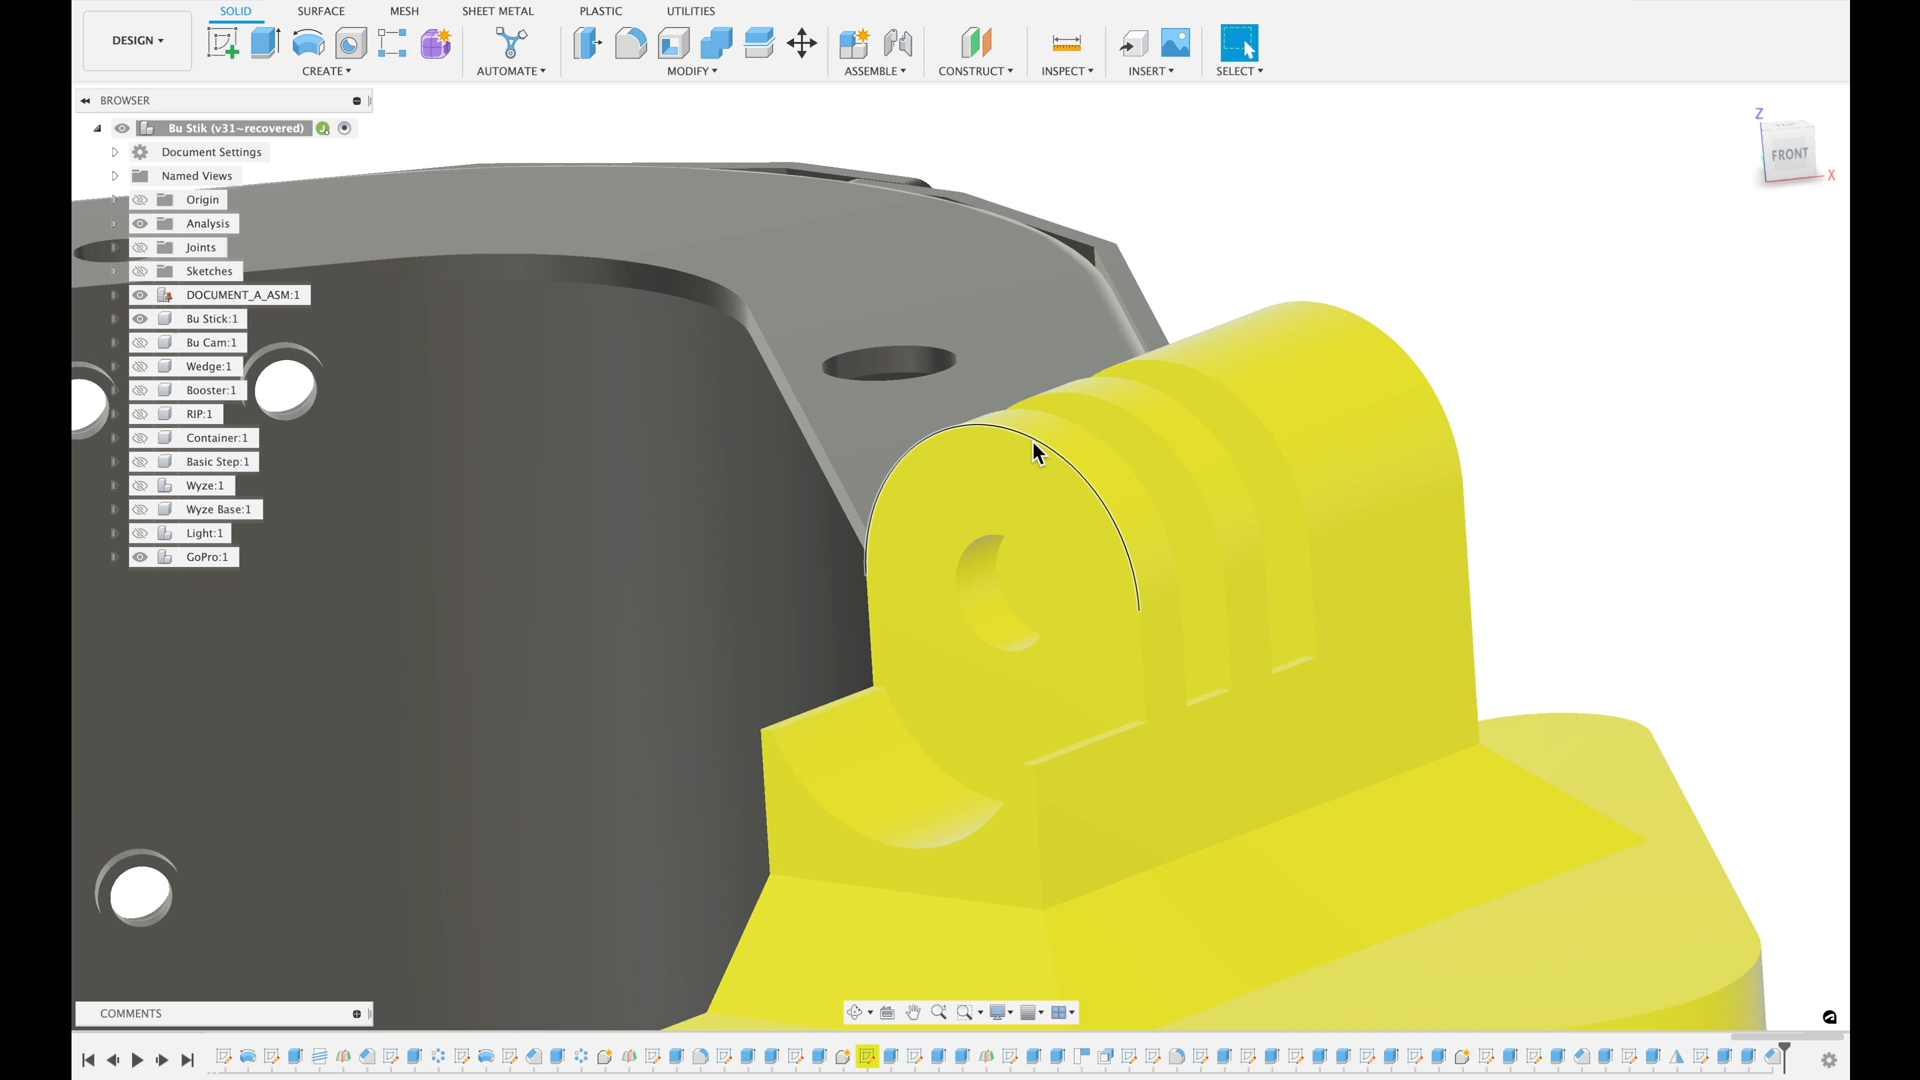 SOLID SURFACE MESH SHEET METAL PLASTIC UTILITIES
DESIGN
CREATE AUTOMATE MODIFY ASSEMBLE CONSTRUCT INSPECT INSERT SELECT
BROWSER
Bu Stik (v31~recovered)
Document Settings
Named Views
Origin
Analysis
Joints
Sketches
DOCUMENT_A_ASM:1
Bu Stick:1
Bu Cam:1
Wedge:1
Booster:1
RIP:1
Container:1
Basic Step:1
Wyze:1
Wyze Base:1
Light:1
GoPro:1
Z
TOP
FRONT
X
COMMENTS